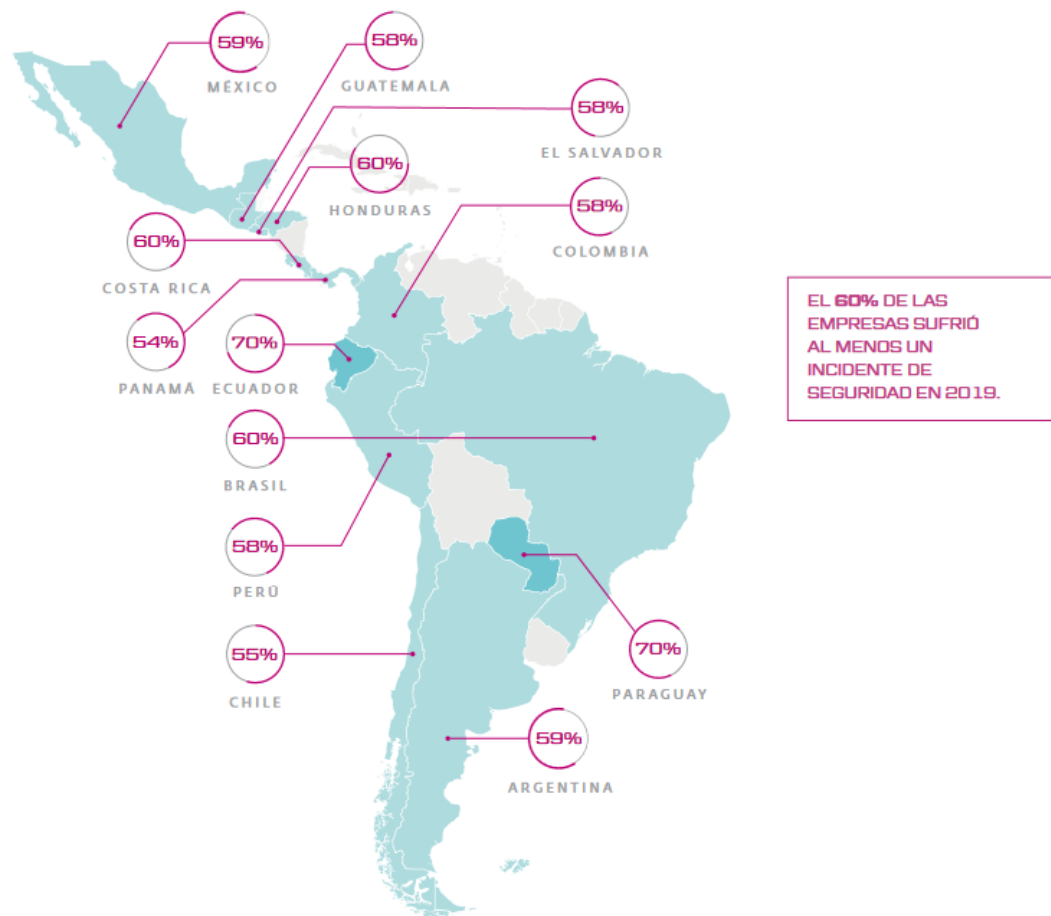 59%
MÉXICO
58%
GUATEMALA
58%
EL SALVADOR
60%
HONDURAS
58%
COLOMBIA
60%
COSTA RICA
54%
PANAMÁ
70%
ECUADOR
60%
BRASIL
58%
PERÚ
55%
CHILE
70%
PARAGUAY
59%
ARGENTINA
EL 60% DE LAS
EMPRESAS SUFRIÓ
AL MENOS UN
INCIDENTE DE
SEGURIDAD EN 2019.